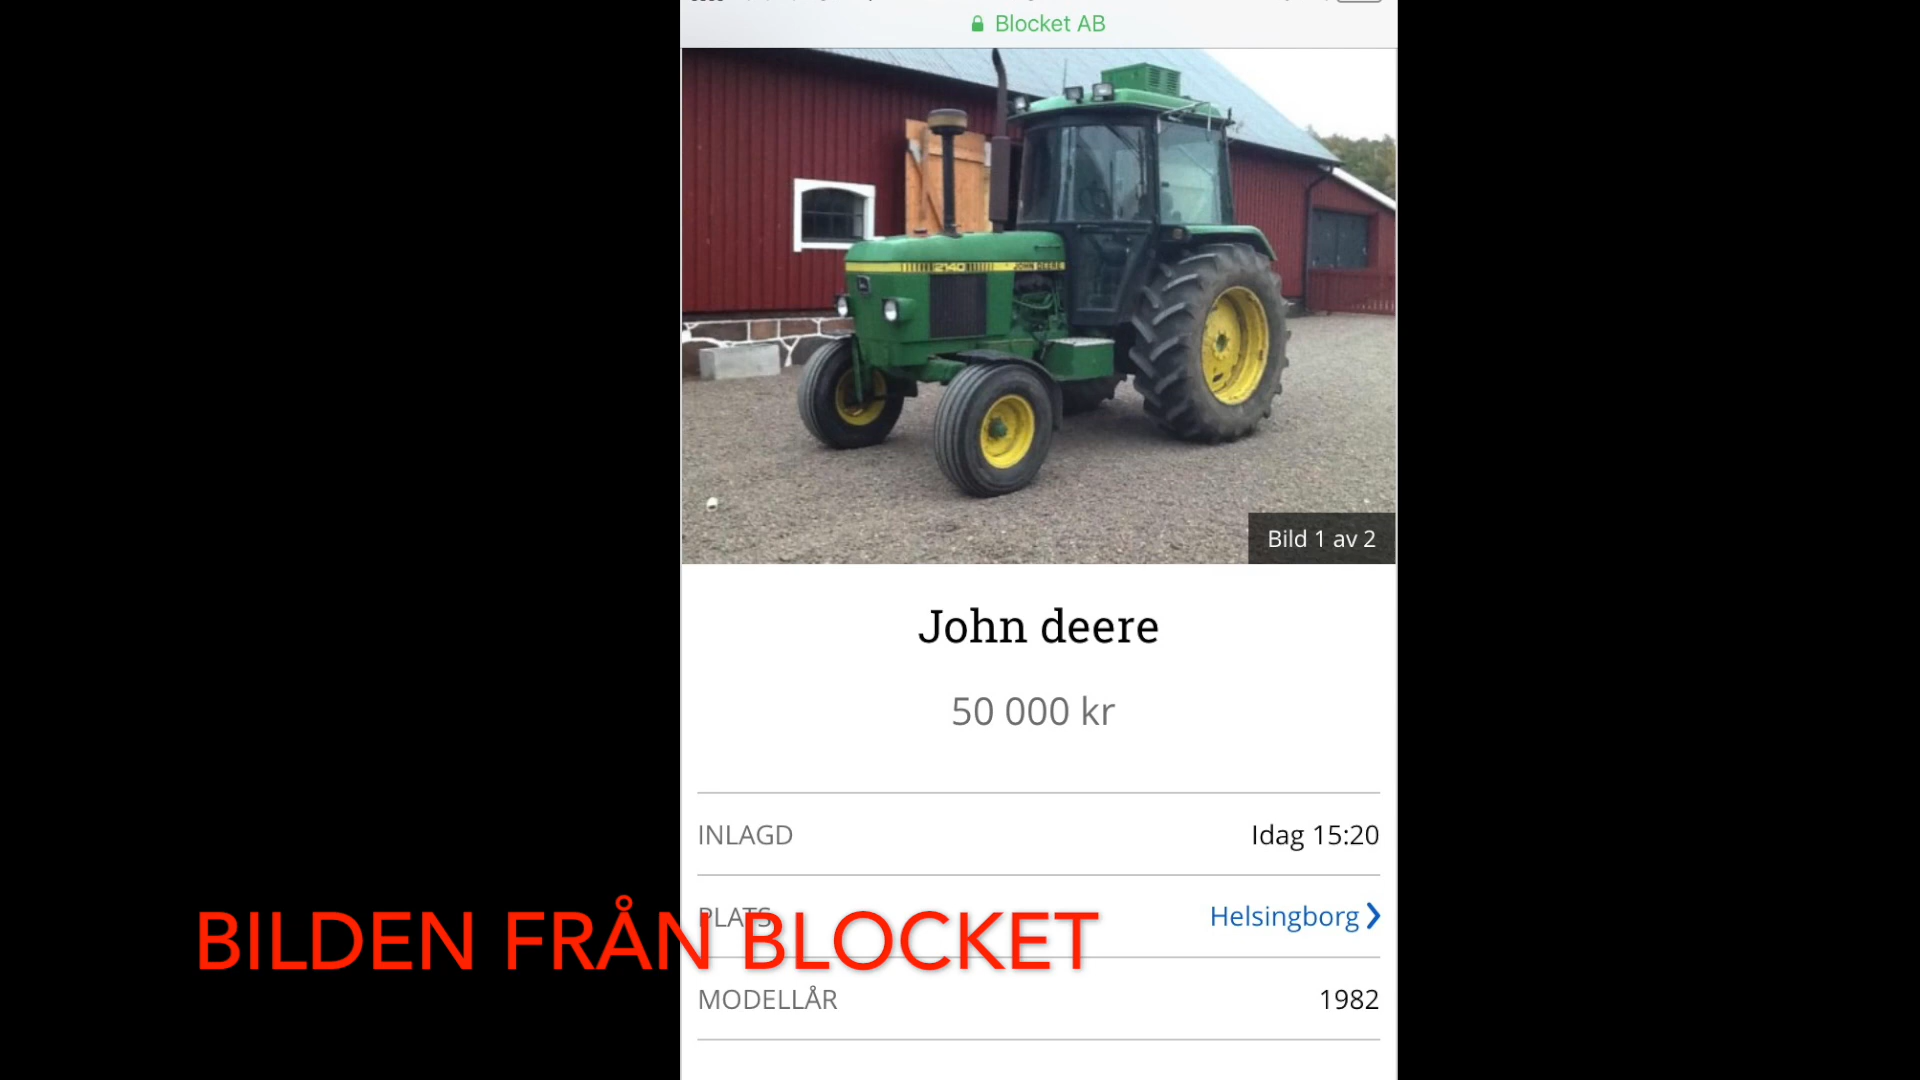 Blocket AB
2140 JOHN DEERE
Bild 1 av 2
John deere
50 000 kr
INLAGD Idag 15:20
PLATS Helsingborg
BILDEN FRÅN BLOCKET
MODELLÅR 1982